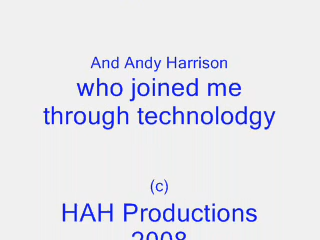 And Andy Harrison
who joined me
through technolodgy
(c)
HAH Productions
2008